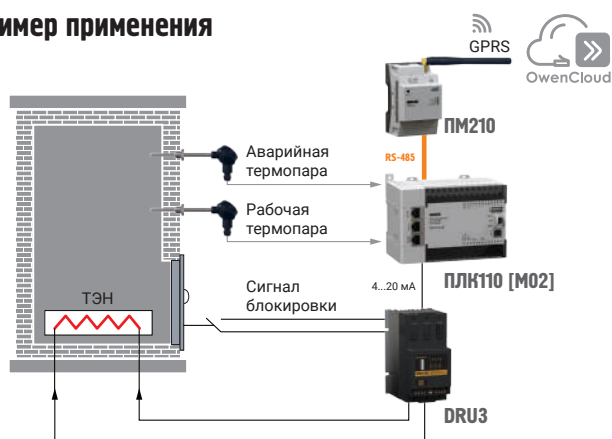 имер применения
GPRS
OwenCloud
ПМ210
RS-485
Аварийная
термопара
Рабочая
термопара
ПЛК110 [M02]
Сигнал
блокировки
4...20 мА
ТЭН
DRU3